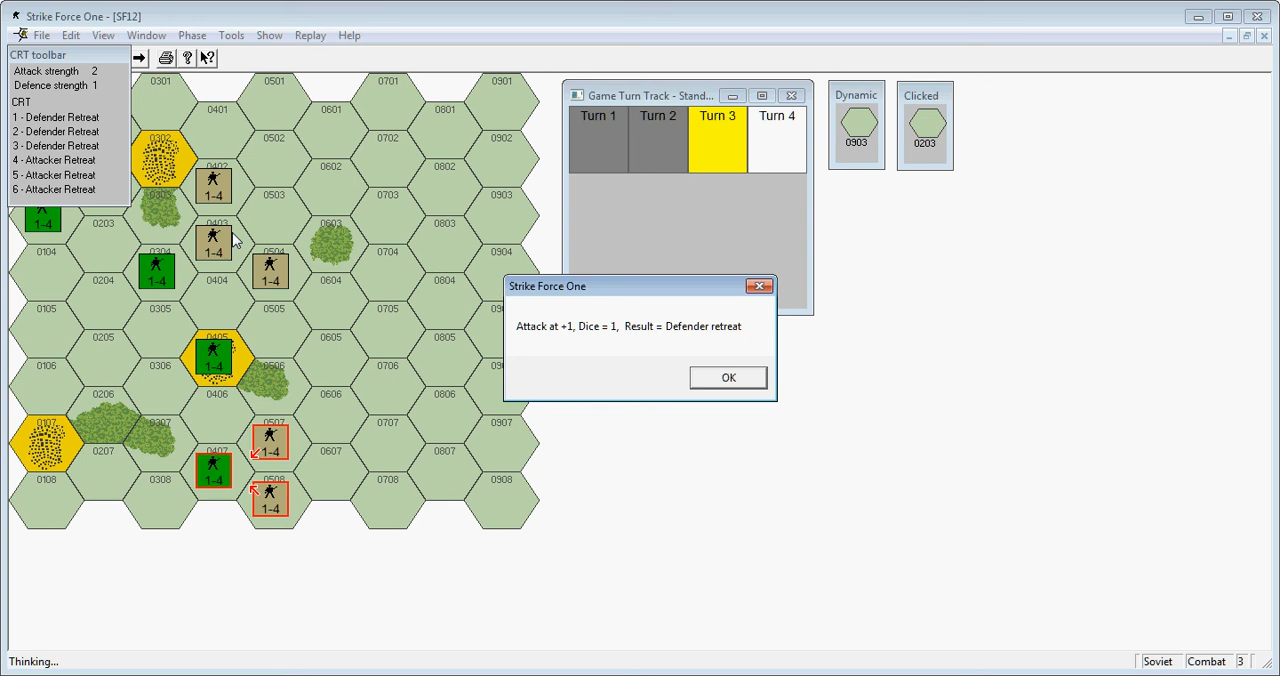 Strike Force One - [SF12]
File Edit View Window Phase Tools Show Replay Help
CRT toolbar
Attack strength 2
Defence strength 1
CRT
1 - Defender Retreat
2 - Defender Retreat
3 - Defender Retreat
4 - Attacker Retreat
5 - Attacker Retreat
6 - Attacker Retreat
Game Turn Track - Stand...
Turn 1 Turn 2 Turn 3 Turn 4
Dynamic
0903
Clicked
0203
0301 0501 0701 0901
0401 0601 0801
0302 0502 0702 0902
0402 0602 0802
1-4
0303 0503 0703 0903
1-4 0203 0403 0603 0803
1-4
0104 0304 0504 0704 0904
1-4 1-4
0204 0404 0604 0804
0105 0305 0505 0705
0205 0405 0605 0805
1-4
0106 0306 0506 0706 0906
0206 0406 0606 0806
0107 0307 0507 0707 0907
1-4
0207 0407 0607 0807
1-4
0108 0308 0508 0708 0908
1-4
Strike Force One
Attack at +1, Dice = 1, Result = Defender retreat
OK
Thinking...
Soviet Combat 3